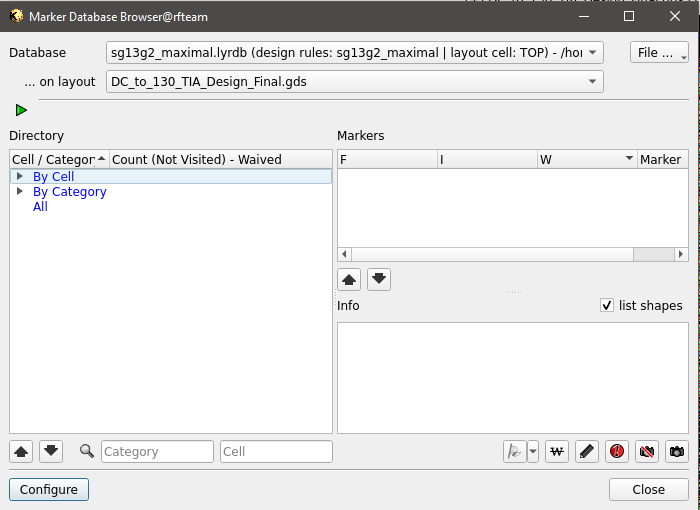 Marker Database Browser@rfteam
Database
sg13g2_maximal.lyrdb (design rules: sg13g2_maximal | layout cell: TOP) - /hor
File ...
... on layout
DC_to_130_TIA_Design_Final.gds
Directory
Markers
Cell / Category
Count (Not Visited) - Waived
F
I
W
Marker
By Cell
By Category
All
Info
list shapes
Category
Cell
W
Configure
Close